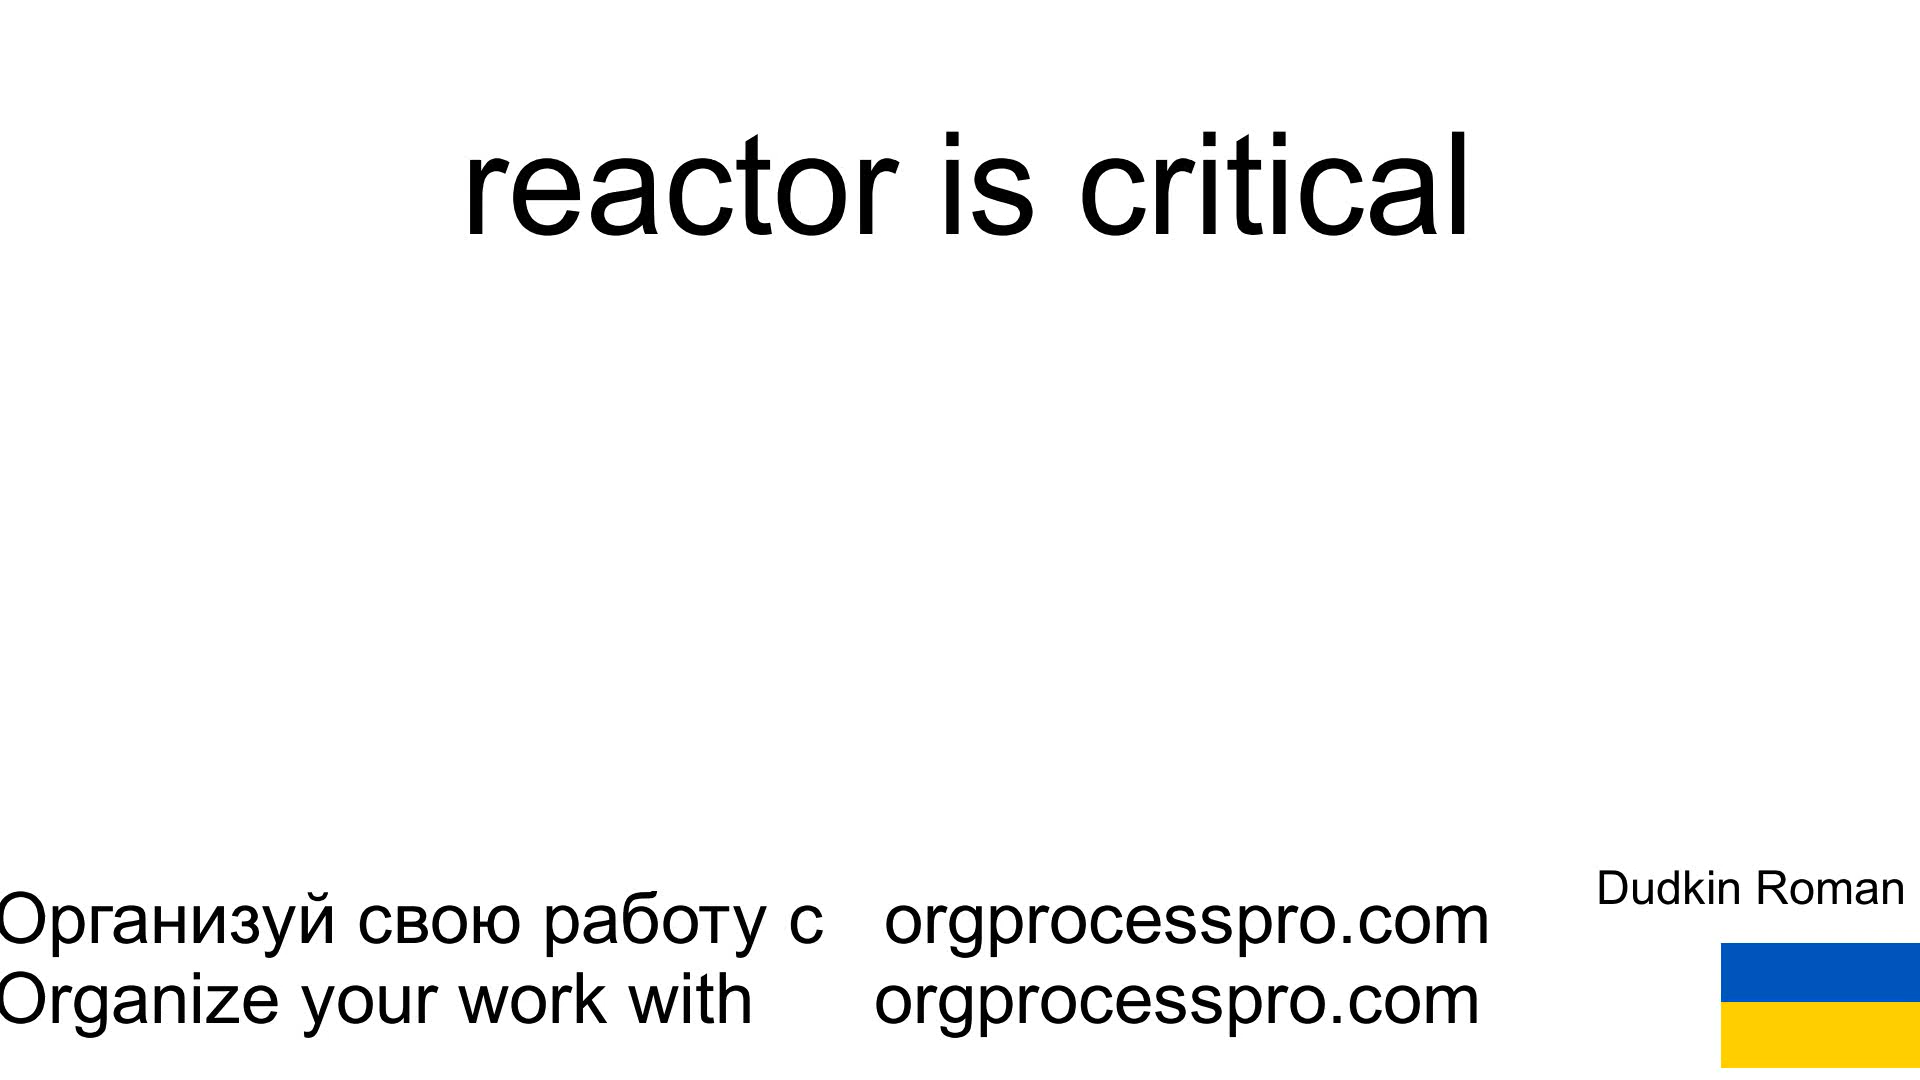 reactor is critical
Dudkin Roman
Организуй свою работу с orgprocesspro.com
Organize your work with orgprocesspro.com